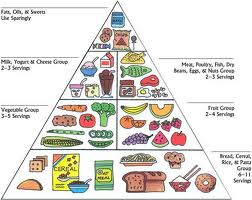 Fats, Oils, & Sweets
Use Sparingly
Milk, Yogurt & Cheese Group
2-3 Servings
Meat, Poultry, Fish, Dry
Beans, Eggs, & Nuts Group
2-3 Servings
Vegetable Group
3-5 Servings
Fruit Group
2-4 Servings
Bread, Cereal,
Rice, & Pasta
Group
6-11
Servings
CEREAL
OAT
MEAL